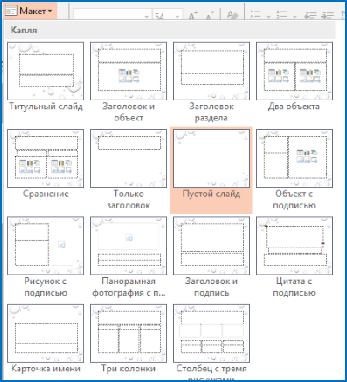 Макет
54
Капля
Титульный слайд
Заголовок и объект
Заголовок раздела
Два объекта
Сравнение
Только заголовок
Пустой слайд
Объект с подписью
Рисунок с подписью
Панорамная фотография с п...
Заголовок и подпись
Цитата с подписью
Карточка имени
Три колонки
Столбец с тремя